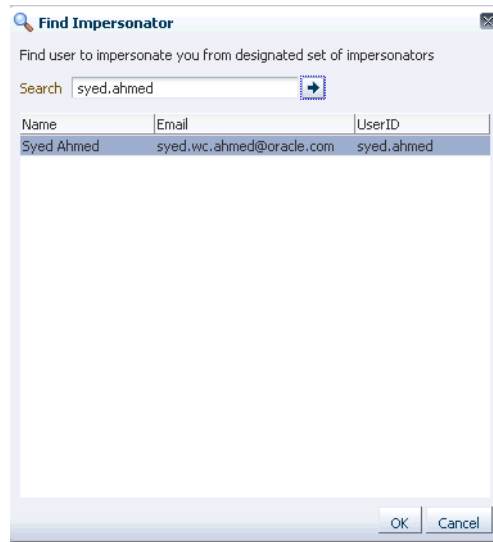 Find Impersonator
Find user to impersonate you from designated set of impersonators
Search syed.ahmed
Name Email UserID
Syed Ahmed syed.wc.ahmed@oracle.com syed.ahmed
OK Cancel